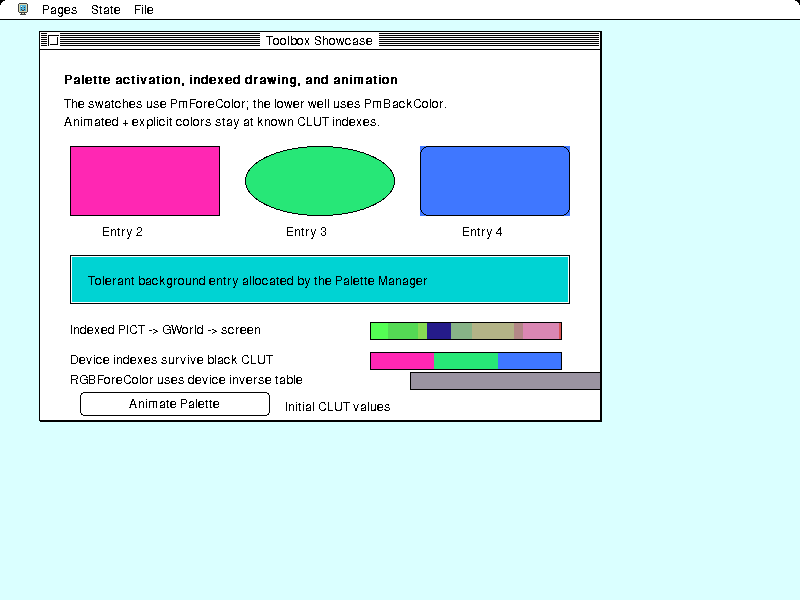 Pages State File
Toolbox Showcase
Palette activation, indexed drawing, and animation
The swatches use PmForeColor; the lower well uses PmBackColor.
Animated + explicit colors stay at known CLUT indexes.
Entry 2 Entry 3 Entry 4
Tolerant background entry allocated by the Palette Manager
Indexed PICT -> GWorld -> screen
Device indexes survive black CLUT
RGBForeColor uses device inverse table
Animate Palette Initial CLUT values